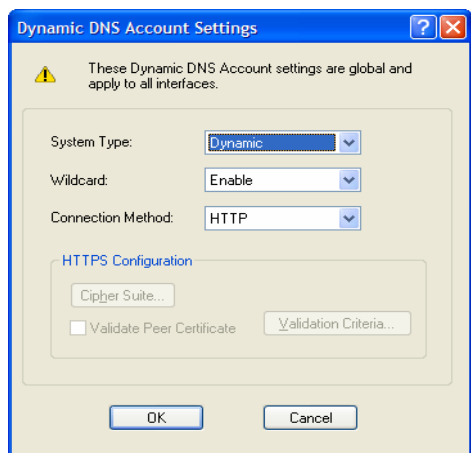 Dynamic DNS Account Settings
These Dynamic DNS Account settings are global and
apply to all interfaces.
System Type: Dynamic
Wildcard: Enable
Connection Method: HTTP
HTTPS Configuration
Cipher Suite...
Validate Peer Certificate Validation Criteria...
OK Cancel